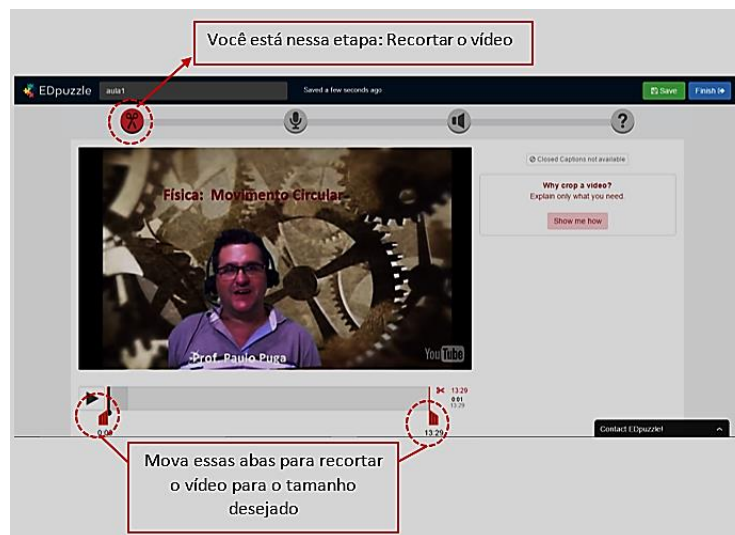 Você está nessa etapa: Recortar o vídeo
EDpuzzle
aula1
Saved a few seconds ago
Save
Finish
?
Closed Captions not available
Why crop a video?
Explain only what you need.
Show me how
Física: Movimento Circular
Prof. Paulo Puga
YouTube
13:29
0:01
13:29
0:00
13:29
Contact EDpuzzle!
Mova essas abas para recortar
o vídeo para o tamanho
desejado